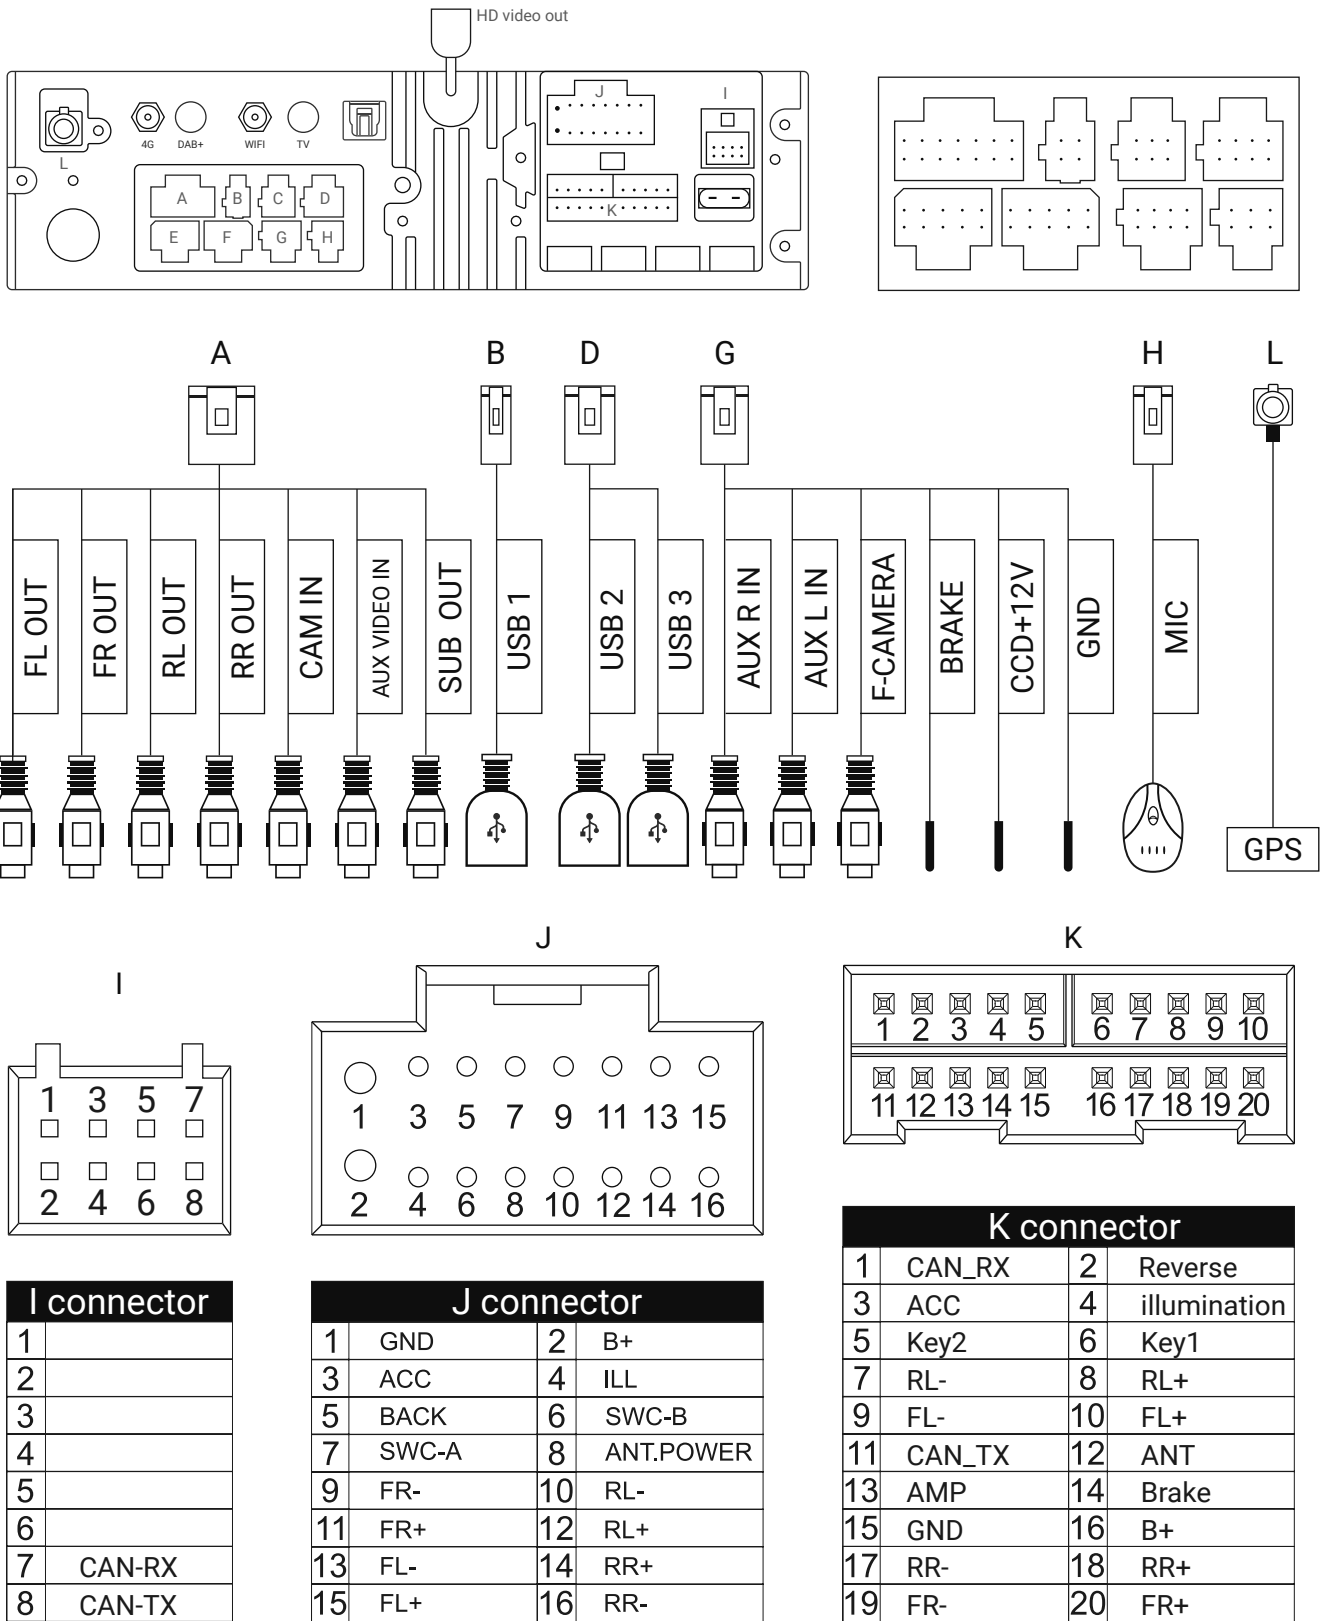 HD video out
J
I
L
4G DAB+ WIFI TV
A B C D
K
E F G H
A B D G H L
FL OUT
FR OUT
RL OUT
RR OUT
CAM IN
AUX VIDEO IN
SUB OUT
USB 1
USB 2
USB 3
AUX R IN
AUX L IN
F-CAMERA
BRAKE
CCD+12V
GND
MIC
GPS
I
1 3 5 7
2 4 6 8
J
1 3 5 7 9 11 13 15
2 4 6 8 10 12 14 16
K
1 2 3 4 5 6 7 8 9 10
11 12 13 14 15 16 17 18 19 20
I connector
1
2
3
4
5
6
7 CAN-RX
8 CAN-TX
J connector
1 GND 2 B+
3 ACC 4 ILL
5 BACK 6 SWC-B
7 SWC-A 8 ANT.POWER
9 FR- 10 RL-
11 FR+ 12 RL+
13 FL- 14 RR+
15 FL+ 16 RR-
K connector
1 CAN_RX 2 Reverse
3 ACC 4 illumination
5 Key2 6 Key1
7 RL- 8 RL+
9 FL- 10 FL+
11 CAN_TX 12 ANT
13 AMP 14 Brake
15 GND 16 B+
17 RR- 18 RR+
19 FR- 20 FR+